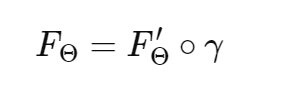 F_Θ = F′_Θ ∘ γ